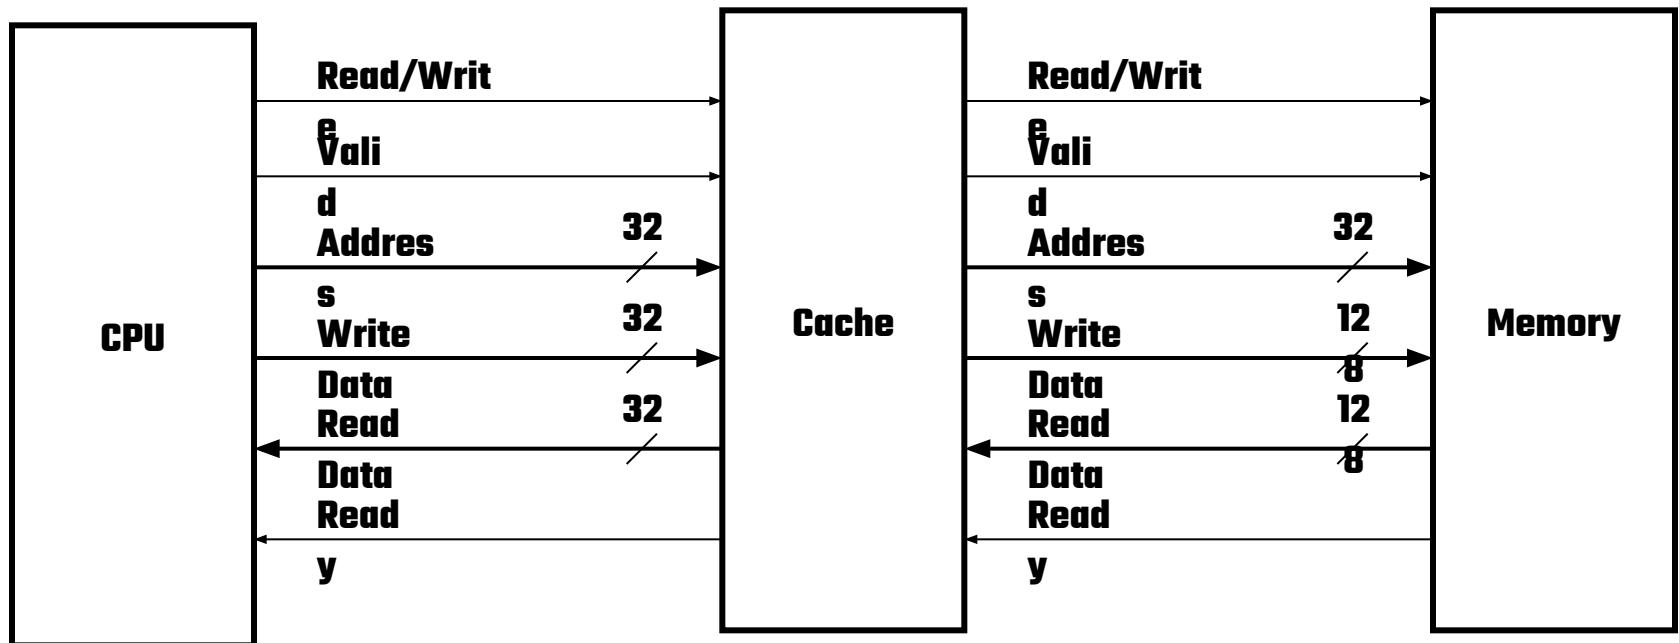 Read/Writ
e
Vali
d
Addres
s
32
Write
Data
32
Read
Data
32
Read
y
CPU
Cache
Read/Writ
e
Vali
d
Addres
s
32
Write
Data
12
8
Read
Data
12
8
Read
y
Memory